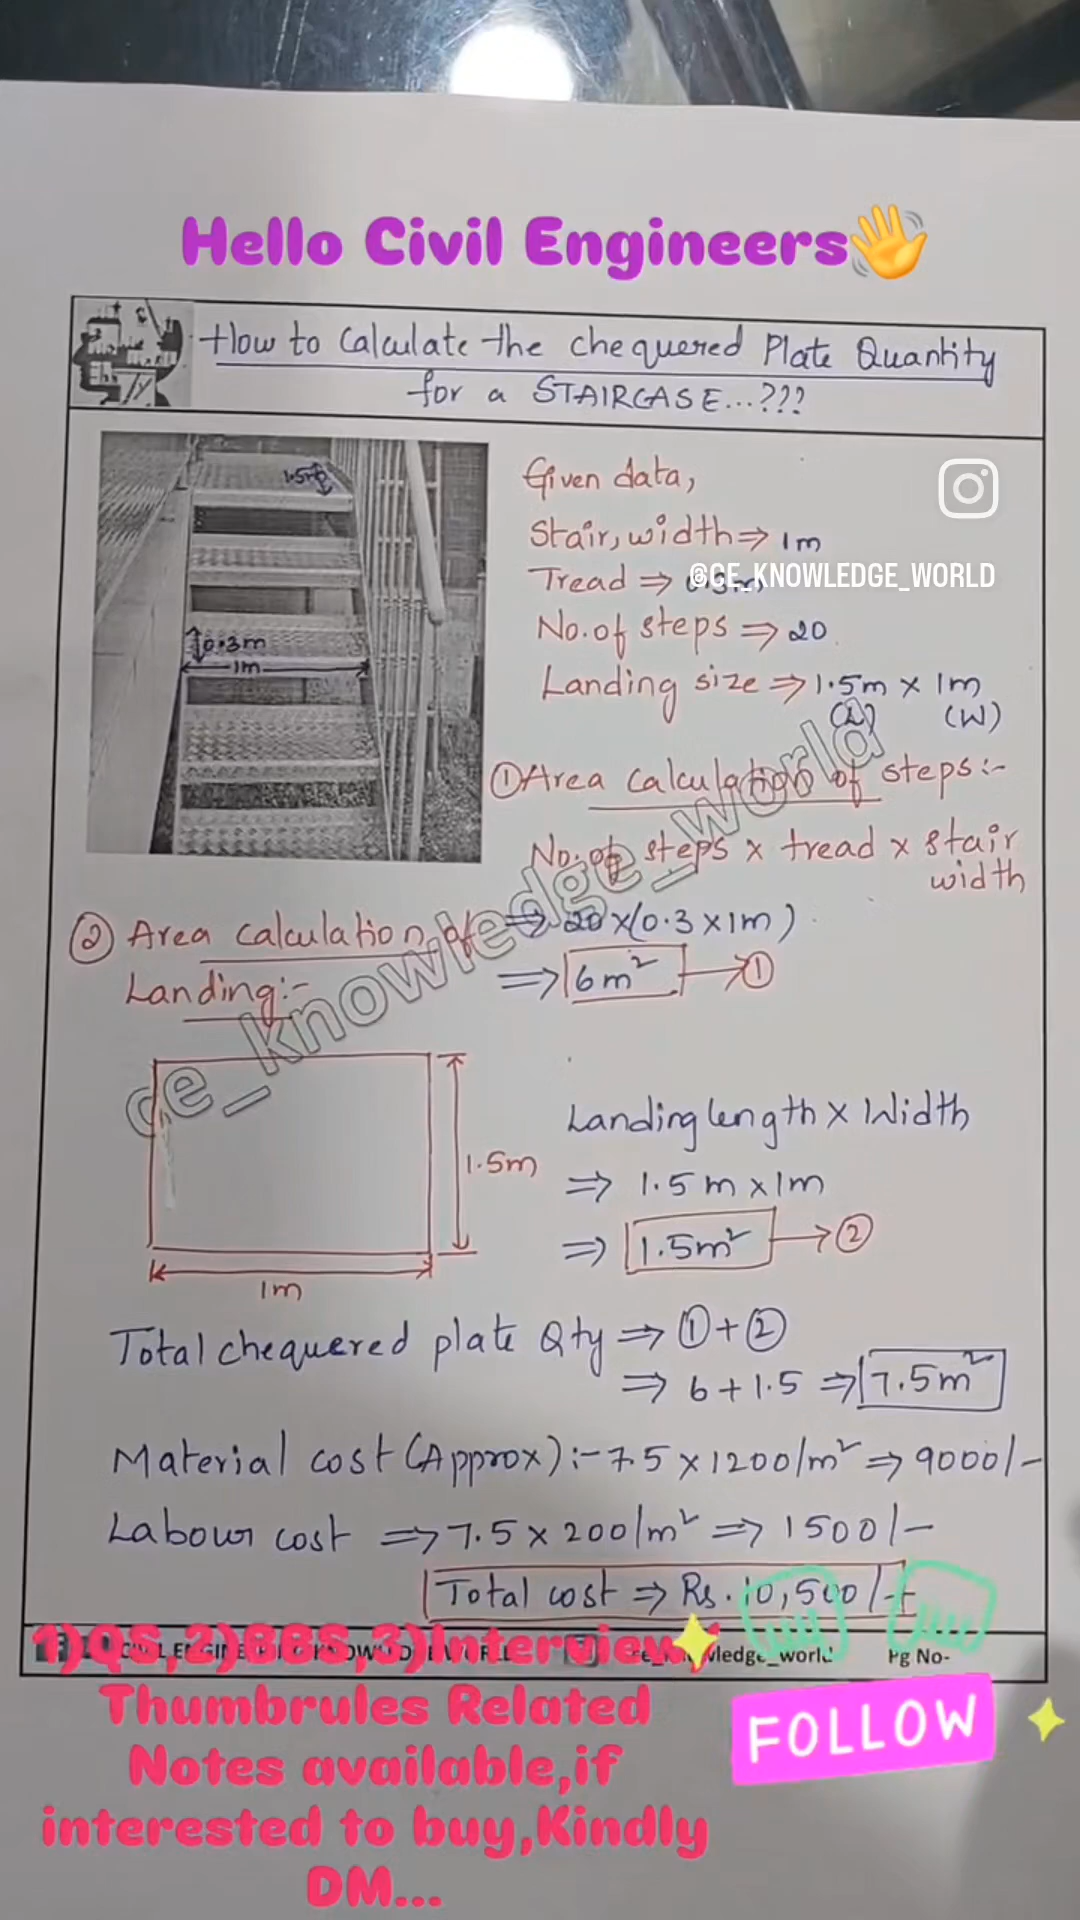 Hello Civil Engineers👋
How to Calculate the chequered Plate Quantity
for a STAIRCASE...???
1.5m
0.3m
1m
Given data,
Stair, width ⇒ 1m
@CE_KNOWLEDGE_WORLD
Tread ⇒ 0.3m
No. of steps ⇒ 20
Landing size ⇒ 1.5m x 1m
(L) (W)
① Area calculation of steps:-
No. of steps x tread x stair
width
⇒ 20 x (0.3 x 1m)
⇒ 6m² → ①
② Area calculation of
Landing:-
ce_knowledge_world
1.5m
1m
Landing length x Width
⇒ 1.5m x 1m
⇒ 1.5m² → ②
Total chequered plate Qty ⇒ ① + ②
⇒ 6 + 1.5 ⇒ 7.5m²
Material cost (Approx):- 7.5 x 1200/m² ⇒ 9000/-
Labour cost ⇒ 7.5 x 200/m² ⇒ 1500/-
Total cost ⇒ Rs. 10,500/-
Pg No-
1)QS,2)BBS,3)Interview
Thumbrules Related
Notes available,if
interested to buy,Kindly
DM...
FOLLOW